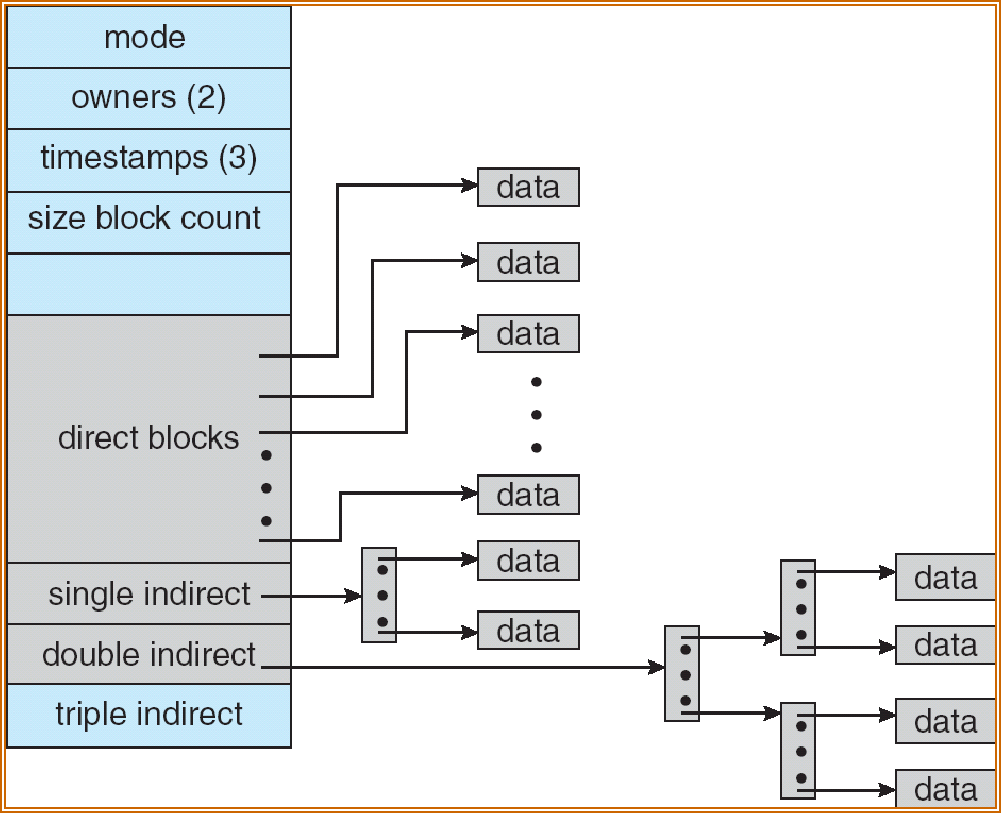 mode
owners (2)
timestamps (3)
size block count
direct blocks
single indirect
double indirect
triple indirect
data
data
data
data
data
data
data
data
data
data